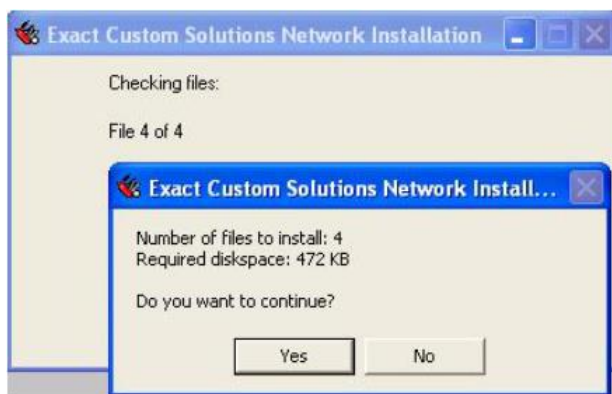 Exact Custom Solutions Network Installation
Checking files:
File 4 of 4
Exact Custom Solutions Network Install...
Number of files to install: 4
Required diskspace: 472 KB
Do you want to continue?
Yes No